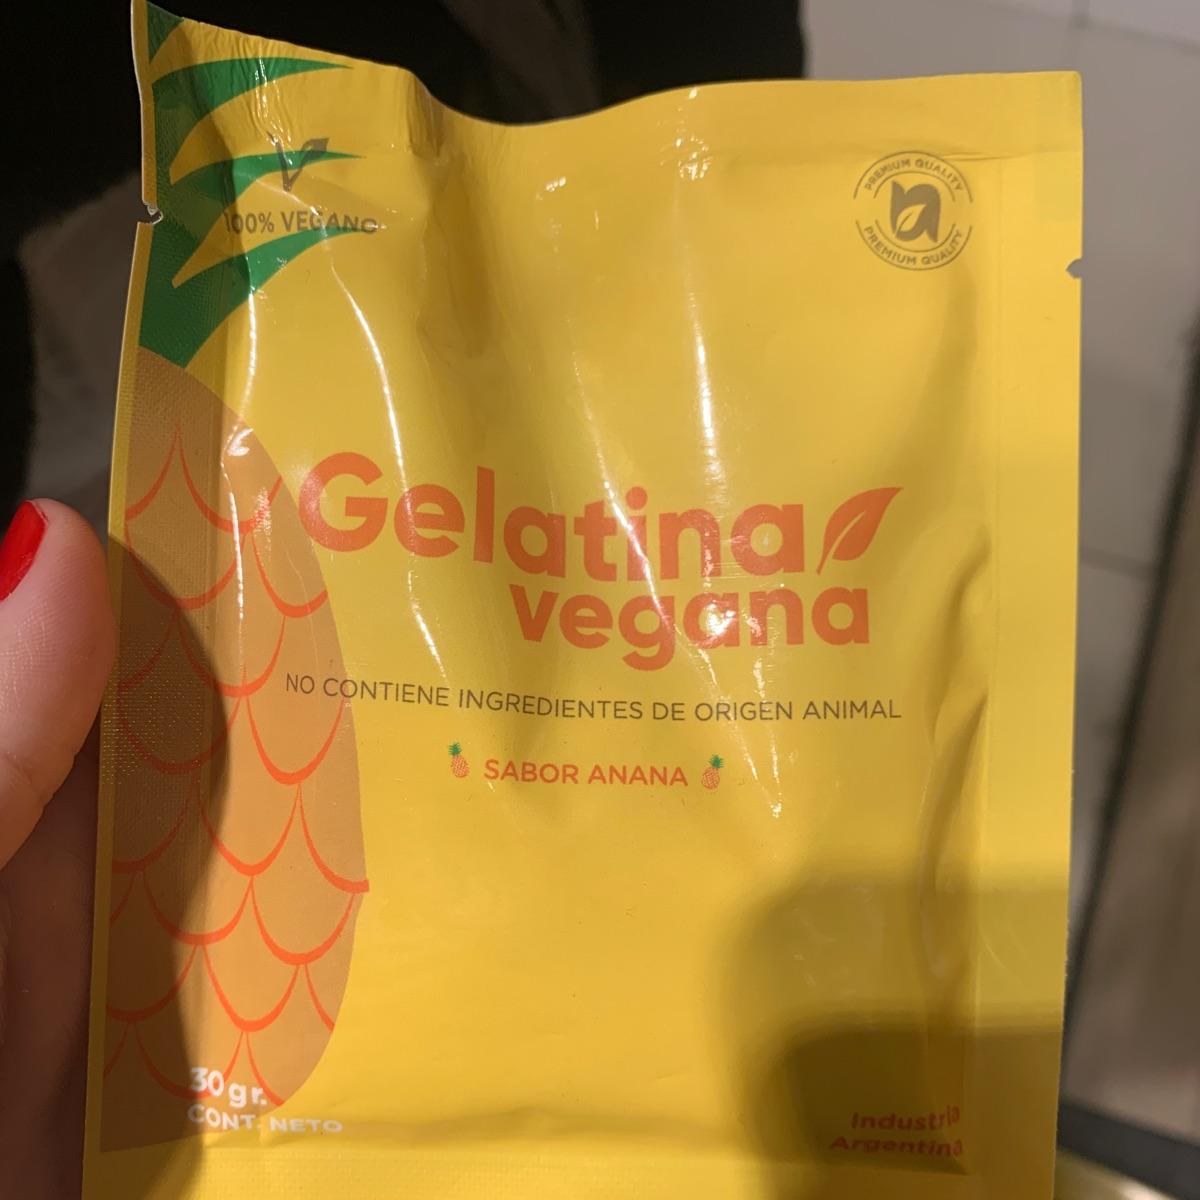 100% VEGANO
PREMIUM QUALITY
PREMIUM QUALITY
Gelatina
vegana
NO CONTIENE INGREDIENTES DE ORIGEN ANIMAL
SABOR ANANA
30 gr.
CONT. NETO
Industria
Argentina